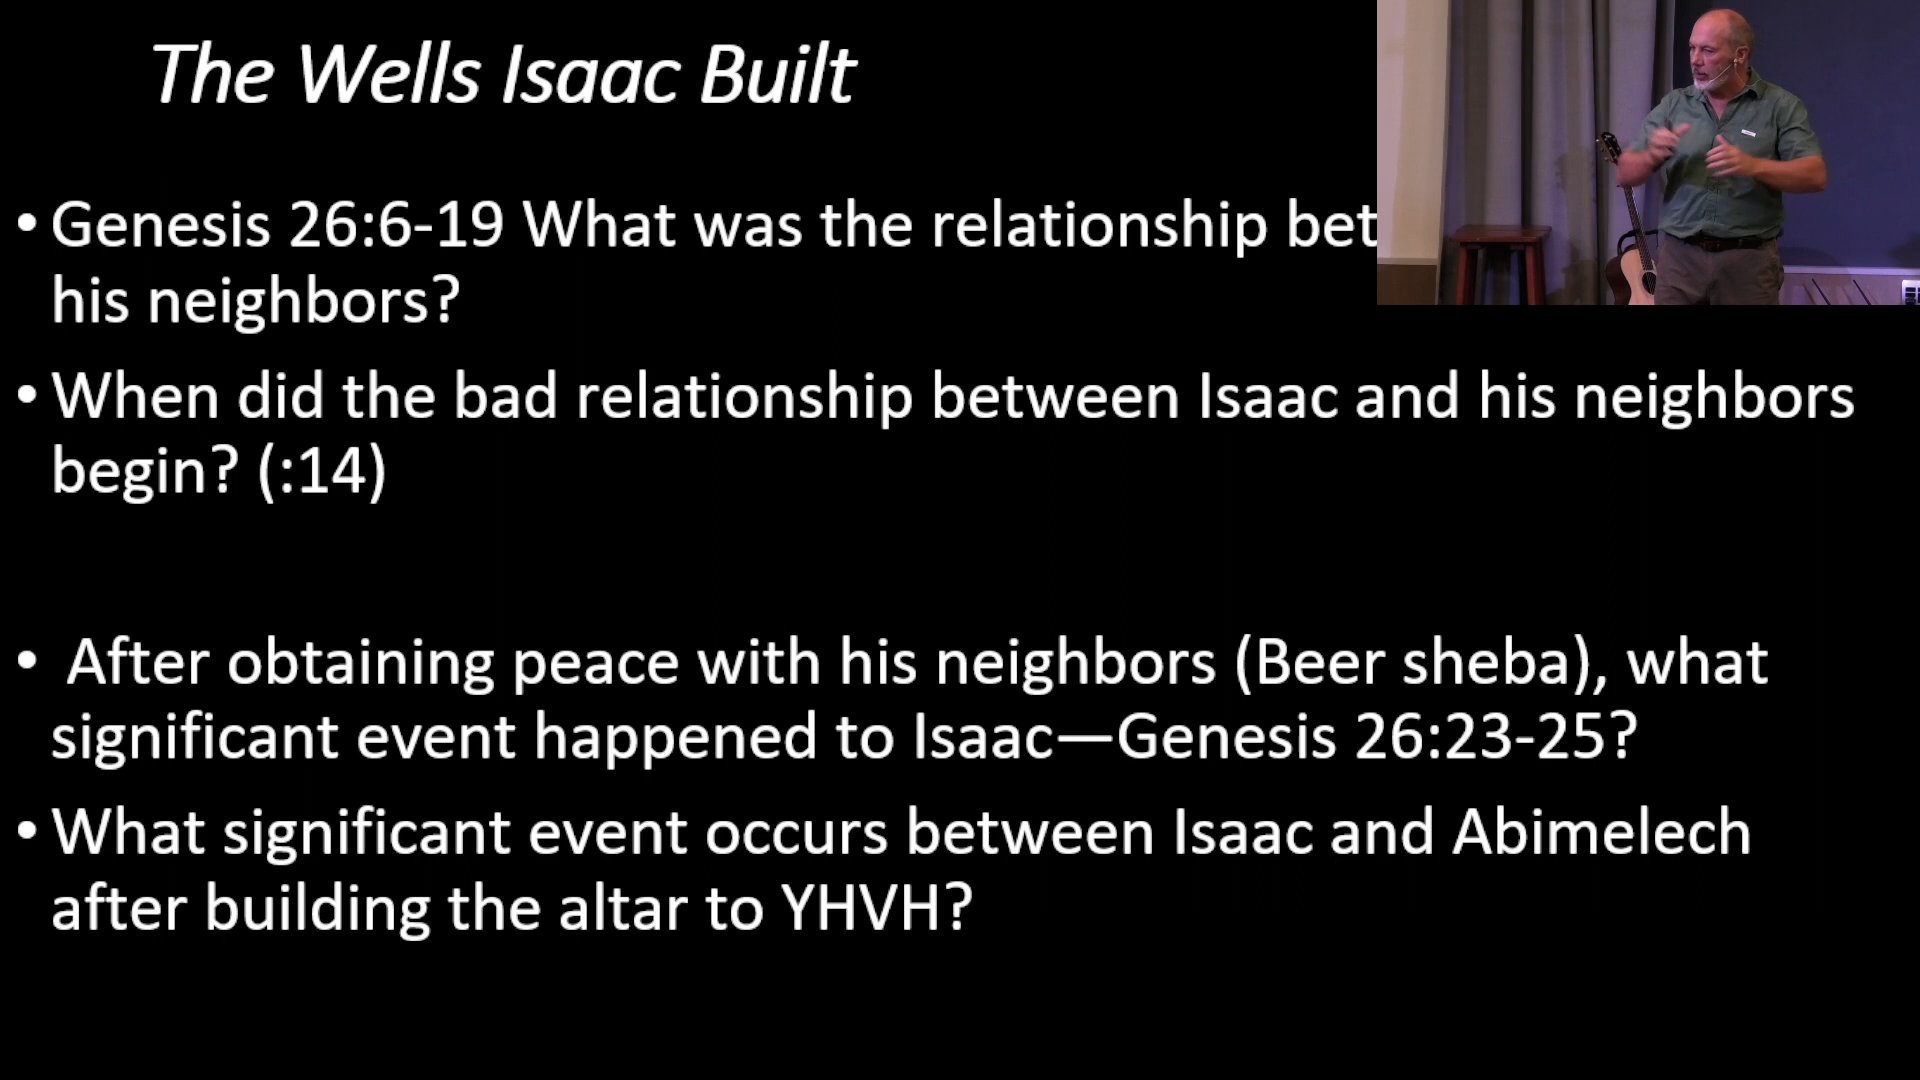 The Wells Isaac Built
• Genesis 26:6-19 What was the relationship bet
his neighbors?
• When did the bad relationship between Isaac and his neighbors
begin? (:14)
• After obtaining peace with his neighbors (Beer sheba), what
significant event happened to Isaac—Genesis 26:23-25?
• What significant event occurs between Isaac and Abimelech
after building the altar to YHVH?